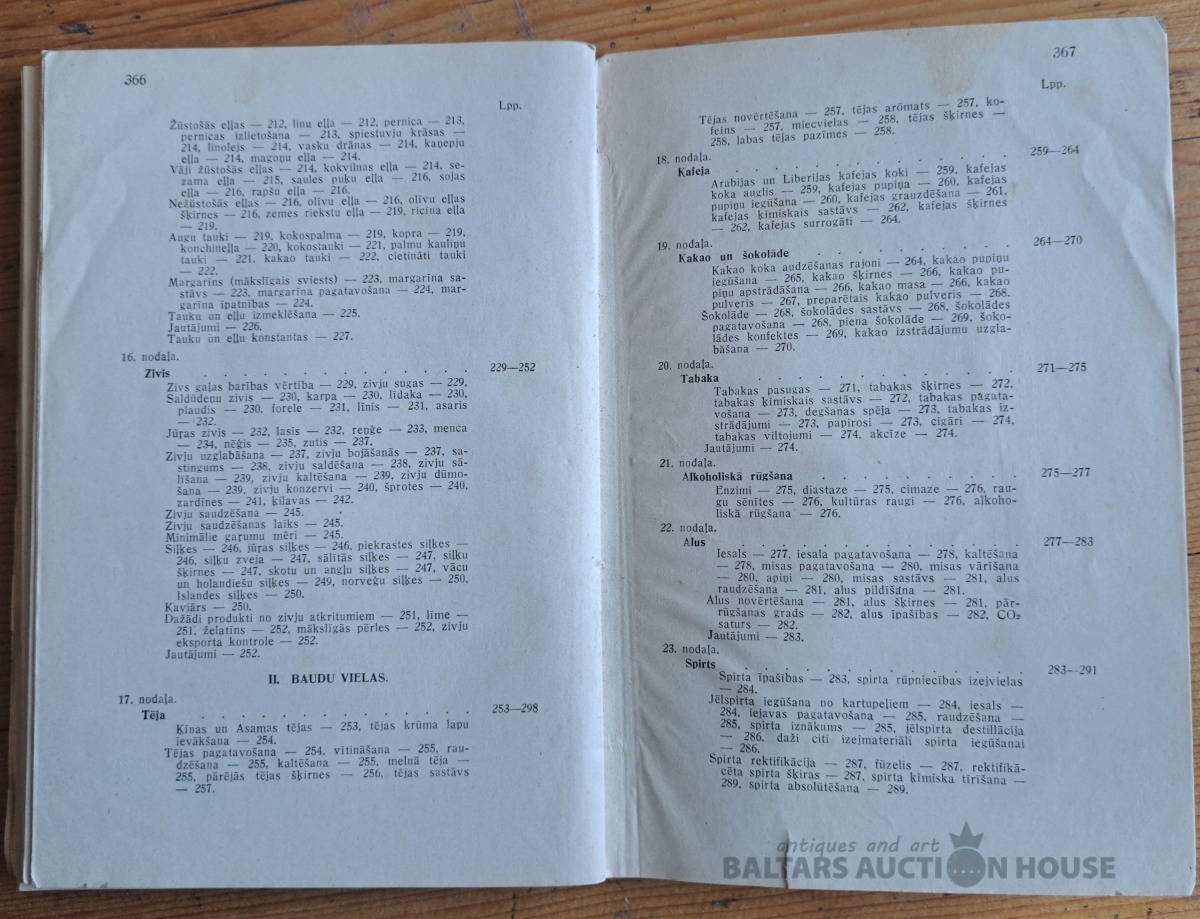 366
Lpp.
Žūstošās eļļas — 212, linu eļļa — 212, pernica — 213,
pernicas izlietošana — 213, spiestuvju krāsas —
214, linolejs — 214, vasku drānas — 214, kaņepju
eļļa — 214, magoņu eļļa — 214.
Vāji žūstošās eļļas — 214, kokvilnas eļļa — 214, se-
zama eļļa — 215, saules puķu eļļa — 216, sojas
eļļa — 216, rapšu eļļa — 216.
Nežūstošās eļļas — 216, olivu eļļa — 216, olivu eļļas
šķirnes — 216, zemes riekstu eļļa — 219, ricina eļļa
— 219.
Augu tauki — 219, kokospalma — 219, kopra — 219,
konchineļļa — 220, kokostauki — 221, palmu kauliņu
tauki — 221, kakao tauki — 222, cietināti tauki
— 222.
Margarins (mākslīgais sviests) — 223, margarīna sa-
stāvs — 223, margarīna pagatavošana — 224, mar-
garīna īpatnības — 224.
Tauku un eļļu izmeklēšana — 225.
Jautājumi — 226.
Tauku un eļļu konstantas — 227.
16. nodaļa.
Zivis . . . . . . . . . . . . . . 229—252
Zivs gaļas barības vērtība — 229, zivju sugas — 229,
Saldūdeņu zivis — 230, karpa — 230, līdaka — 230,
plaudis — 230, forele — 231, līnis — 231, asaris
— 232.
Jūras zivis — 232, lasis — 232, reņģe — 233, menca
— 234, nēģis — 235, zutis — 237.
Zivju uzglabāšana — 237, zivju bojāšanās — 237, sa-
stingums — 238, zivju saldēšana — 238, zivju sā-
līšana — 239, zivju kaltēšana — 239, zivju dūmo-
šana — 239, zivju konzervi — 240, šprotes — 240,
zardīnes — 241, ķilavas — 242.
Zivju saudzēšana — 245.
Zivju saudzēšanas laiks — 245.
Minimālie garumu mēri — 245.
Siļķes — 246, jūras siļķes — 246, piekrastes siļķes —
246, siļķu zveja — 247, sālītās siļķes — 247, siļķu
šķirnes — 247, skotu un angļu siļķes — 247, vācu
un holandiešu siļķes — 249, norveģu siļķes — 250,
Islandes siļķes — 250.
Kaviārs — 250.
Dažādi produkti no zivju atkritumiem — 251, līme —
251, želatins — 252, mākslīgās pērles — 252, zivju
eksporta kontrole — 252.
Jautājumi — 252.
II. BAUDU VIELAS.
17. nodaļa.
Tēja . . . . . . . . . . . . . . 253—298
Ķinas un Asamas tējas — 253, tējas krūma lapu
ievākšana — 254.
Tējas pagatavošana — 254, vītināšana — 255, rau-
dzēšana — 255, kaltēšana — 255, melnā tēja —
255, pārējās tējas šķirnes — 256, tējas sastāvs
— 257.
367
Lpp.
Tējas novērtēšana — 257, tējas arōmats — 257, ko-
feins — 257, miecvielas — 258, tējas šķirnes —
258, labas tējas pazīmes — 258.
18. nodaļa.
Kafeja . . . . . . . . . . . . . . 259—264
Arabijas un Liberijas kafejas koki — 259, kafejas
koka auglis — 259, kafejas pupiņa — 260, kafejas
pupiņu iegūšana — 260, kafejas grauzdēšana — 261,
kafejas ķīmiskais sastāvs — 262, kafejas šķirnes
— 262, kafejas surrogāti — 264.
19. nodaļa.
Kakao un šokolāde . . . . . . . . . 264—270
Kakao koka audzēšanas rajoni — 264, kakao pupiņu
iegūšana — 265, kakao šķirnes — 266, kakao pu-
piņu apstrādāšana — 266, kakao masa — 266, kakao
pulveris — 267, preparētais kakao pulveris — 268.
Šokolāde — 268, šokolādes sastāvs — 268, šokolādes
pagatavošana — 268, piena šokolāde — 269, šoko-
lādes konfektes — 269, kakao izstrādājumu uzgla-
bāšana — 270.
20. nodaļa.
Tabaka . . . . . . . . . . . . . 271—275
Tabakas pasugas — 271, tabakas šķirnes — 272,
tabakas ķīmiskais sastāvs — 272, tabakas pagata-
vošana — 273, degšanas spēja — 273, tabakas iz-
strādājumi — 273, papirosi — 273, cigāri — 274,
tabakas viltojumi — 274, akcīze — 274.
Jautājumi — 274.
21. nodaļa.
Alkoholiskā rūgšana . . . . . . . . . 275—277
Enzimi — 275, diastaze — 275, cimaze — 276, rau-
gu sēnītes — 276, kultūras raugi — 276, alkoho-
liskā rūgšana — 276.
22. nodaļa.
Alus . . . . . . . . . . . . . . 277—283
Iesals — 277, iesala pagatavošana — 278, kaltēšana
— 278, misas pagatavošana — 280, misas vārīšana
— 280, apiņi — 280, misas sastāvs — 281, alus
raudzēšana — 281, alus pildīšana — 281.
Alus novērtēšana — 281, alus šķirnes — 281, pār-
rūgšanas grads — 282, alus īpašības — 282, CO₂
saturs — 282.
Jautājumi — 283.
23. nodaļa.
Spirts . . . . . . . . . . . . . . 283—291
Spirta īpašības — 283, spirta rūpniecības izejvielas
— 284.
Jēlspirta iegūšana no kartupeļiem — 284, iesals —
284, iejavas pagatavošana — 285, raudzēšana —
285, spirta iznākums — 285, jēlspirta destillācija
— 286, daži citi izejmateriāli spirta iegūšanai
— 286.
Spirta rektifikācija — 287, fūzelis — 287, rektifikā-
cēta spirta šķiras — 287, spirta ķīmiska tīrīšana —
289, spirta absolūtēšana — 289.
antiques and art
BALTARS AUCTION HOUSE